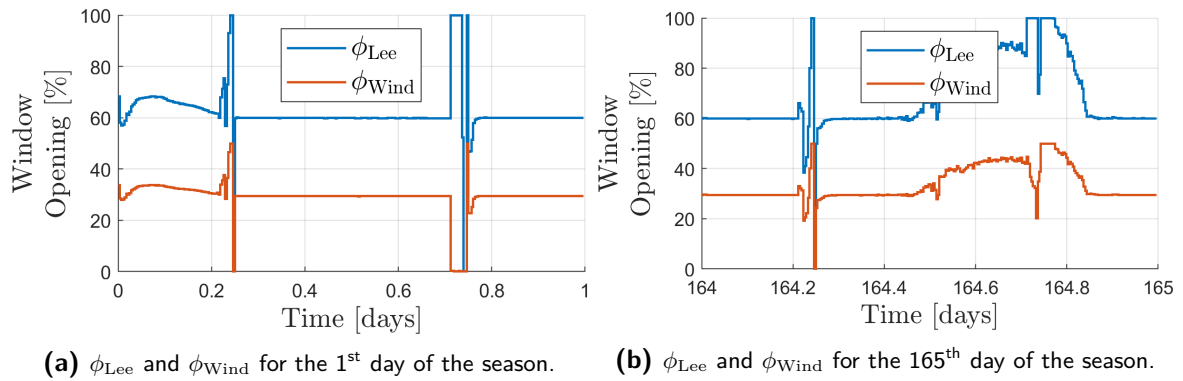 100
80
60
40
20
0
Window
Opening [%]
ϕLee
ϕWind
0 0.2 0.4 0.6 0.8 1
Time [days]
(a) ϕLee and ϕWind for the 1st day of the season.
100
80
60
40
20
0
Window
Opening [%]
ϕLee
ϕWind
164 164.2 164.4 164.6 164.8 165
Time [days]
(b) ϕLee and ϕWind for the 165th day of the season.